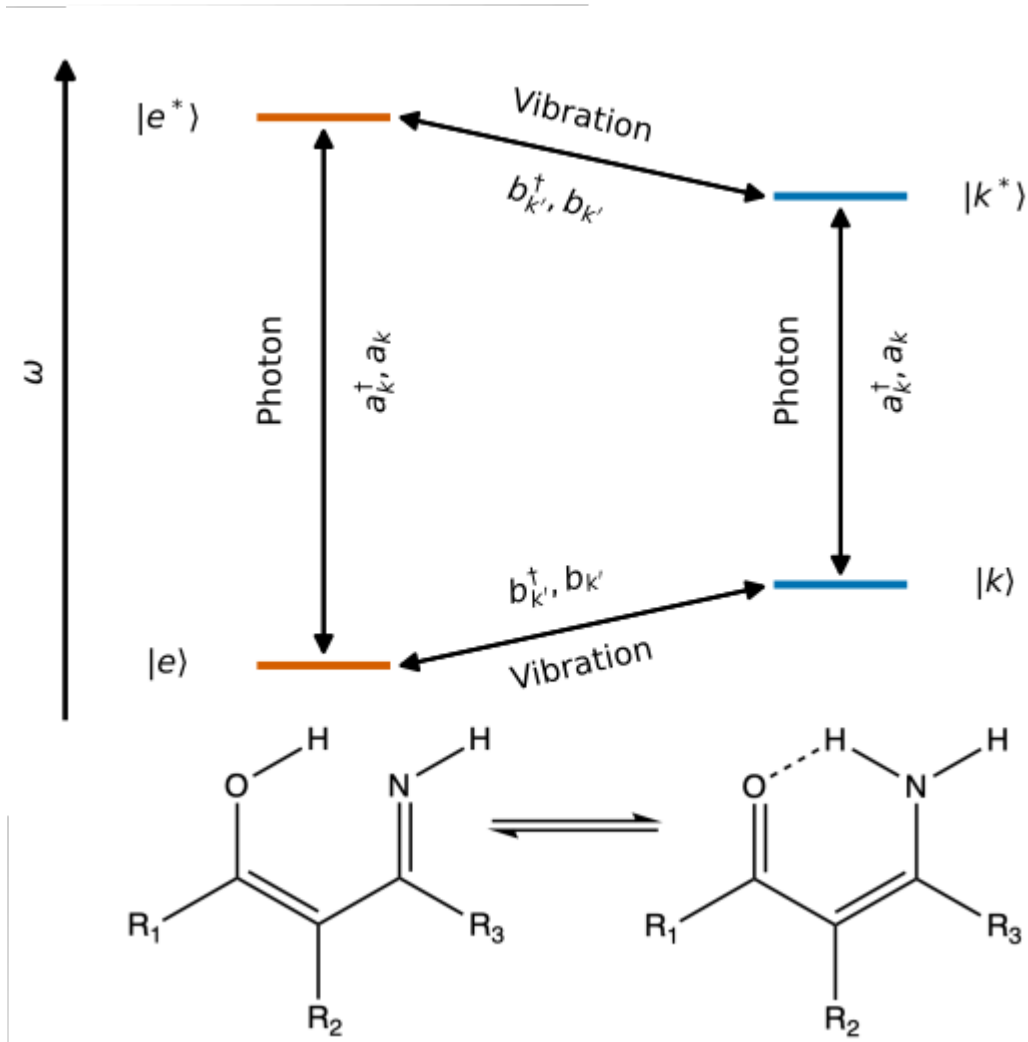 |e*⟩
Vibration
b†k′, bk′
|k*⟩
ω
Photon
a†k, ak
Photon
a†k, ak
b†k′, bk′
|k⟩
|e⟩
Vibration
H
H
H
H
O
N
O
N
R1
R3
R1
R3
R2
R2